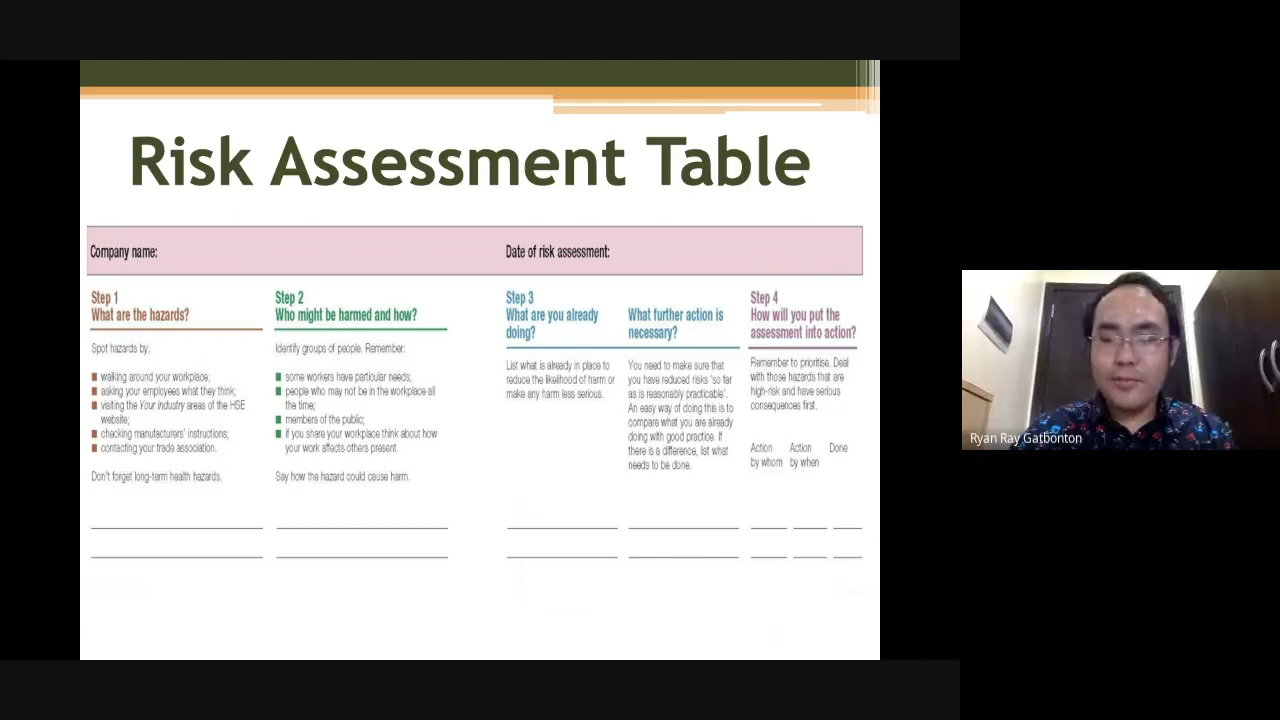 Risk Assessment Table
Company name:
Date of risk assessment:
Step 1
What are the hazards?
Spot hazards by:
walking around your workplace;
asking your employees what they think;
visiting the Your industry areas of the HSE
website;
checking manufacturers' instructions;
contacting your trade association.
Don't forget long-term health hazards.
Step 2
Who might be harmed and how?
Identify groups of people. Remember:
some workers have particular needs;
people who may not be in the workplace all
the time;
members of the public;
if you share your workplace think about how
your work affects others present.
Say how the hazard could cause harm.
Step 3
What are you already
doing?
List what is already in place to
reduce the likelihood of harm or
make any harm less serious.
What further action is
necessary?
You need to make sure that
you have reduced risks 'so far
as is reasonably practicable'.
An easy way of doing this is to
compare what you are already
doing with good practice. If
there is a difference, list what
needs to be done.
Step 4
How will you put the
assessment into action?
Remember to prioritise. Deal
with those hazards that are
high-risk and have serious
consequences first.
Action
by whom
Action
by when
Done
Ryan Ray Gatbonton